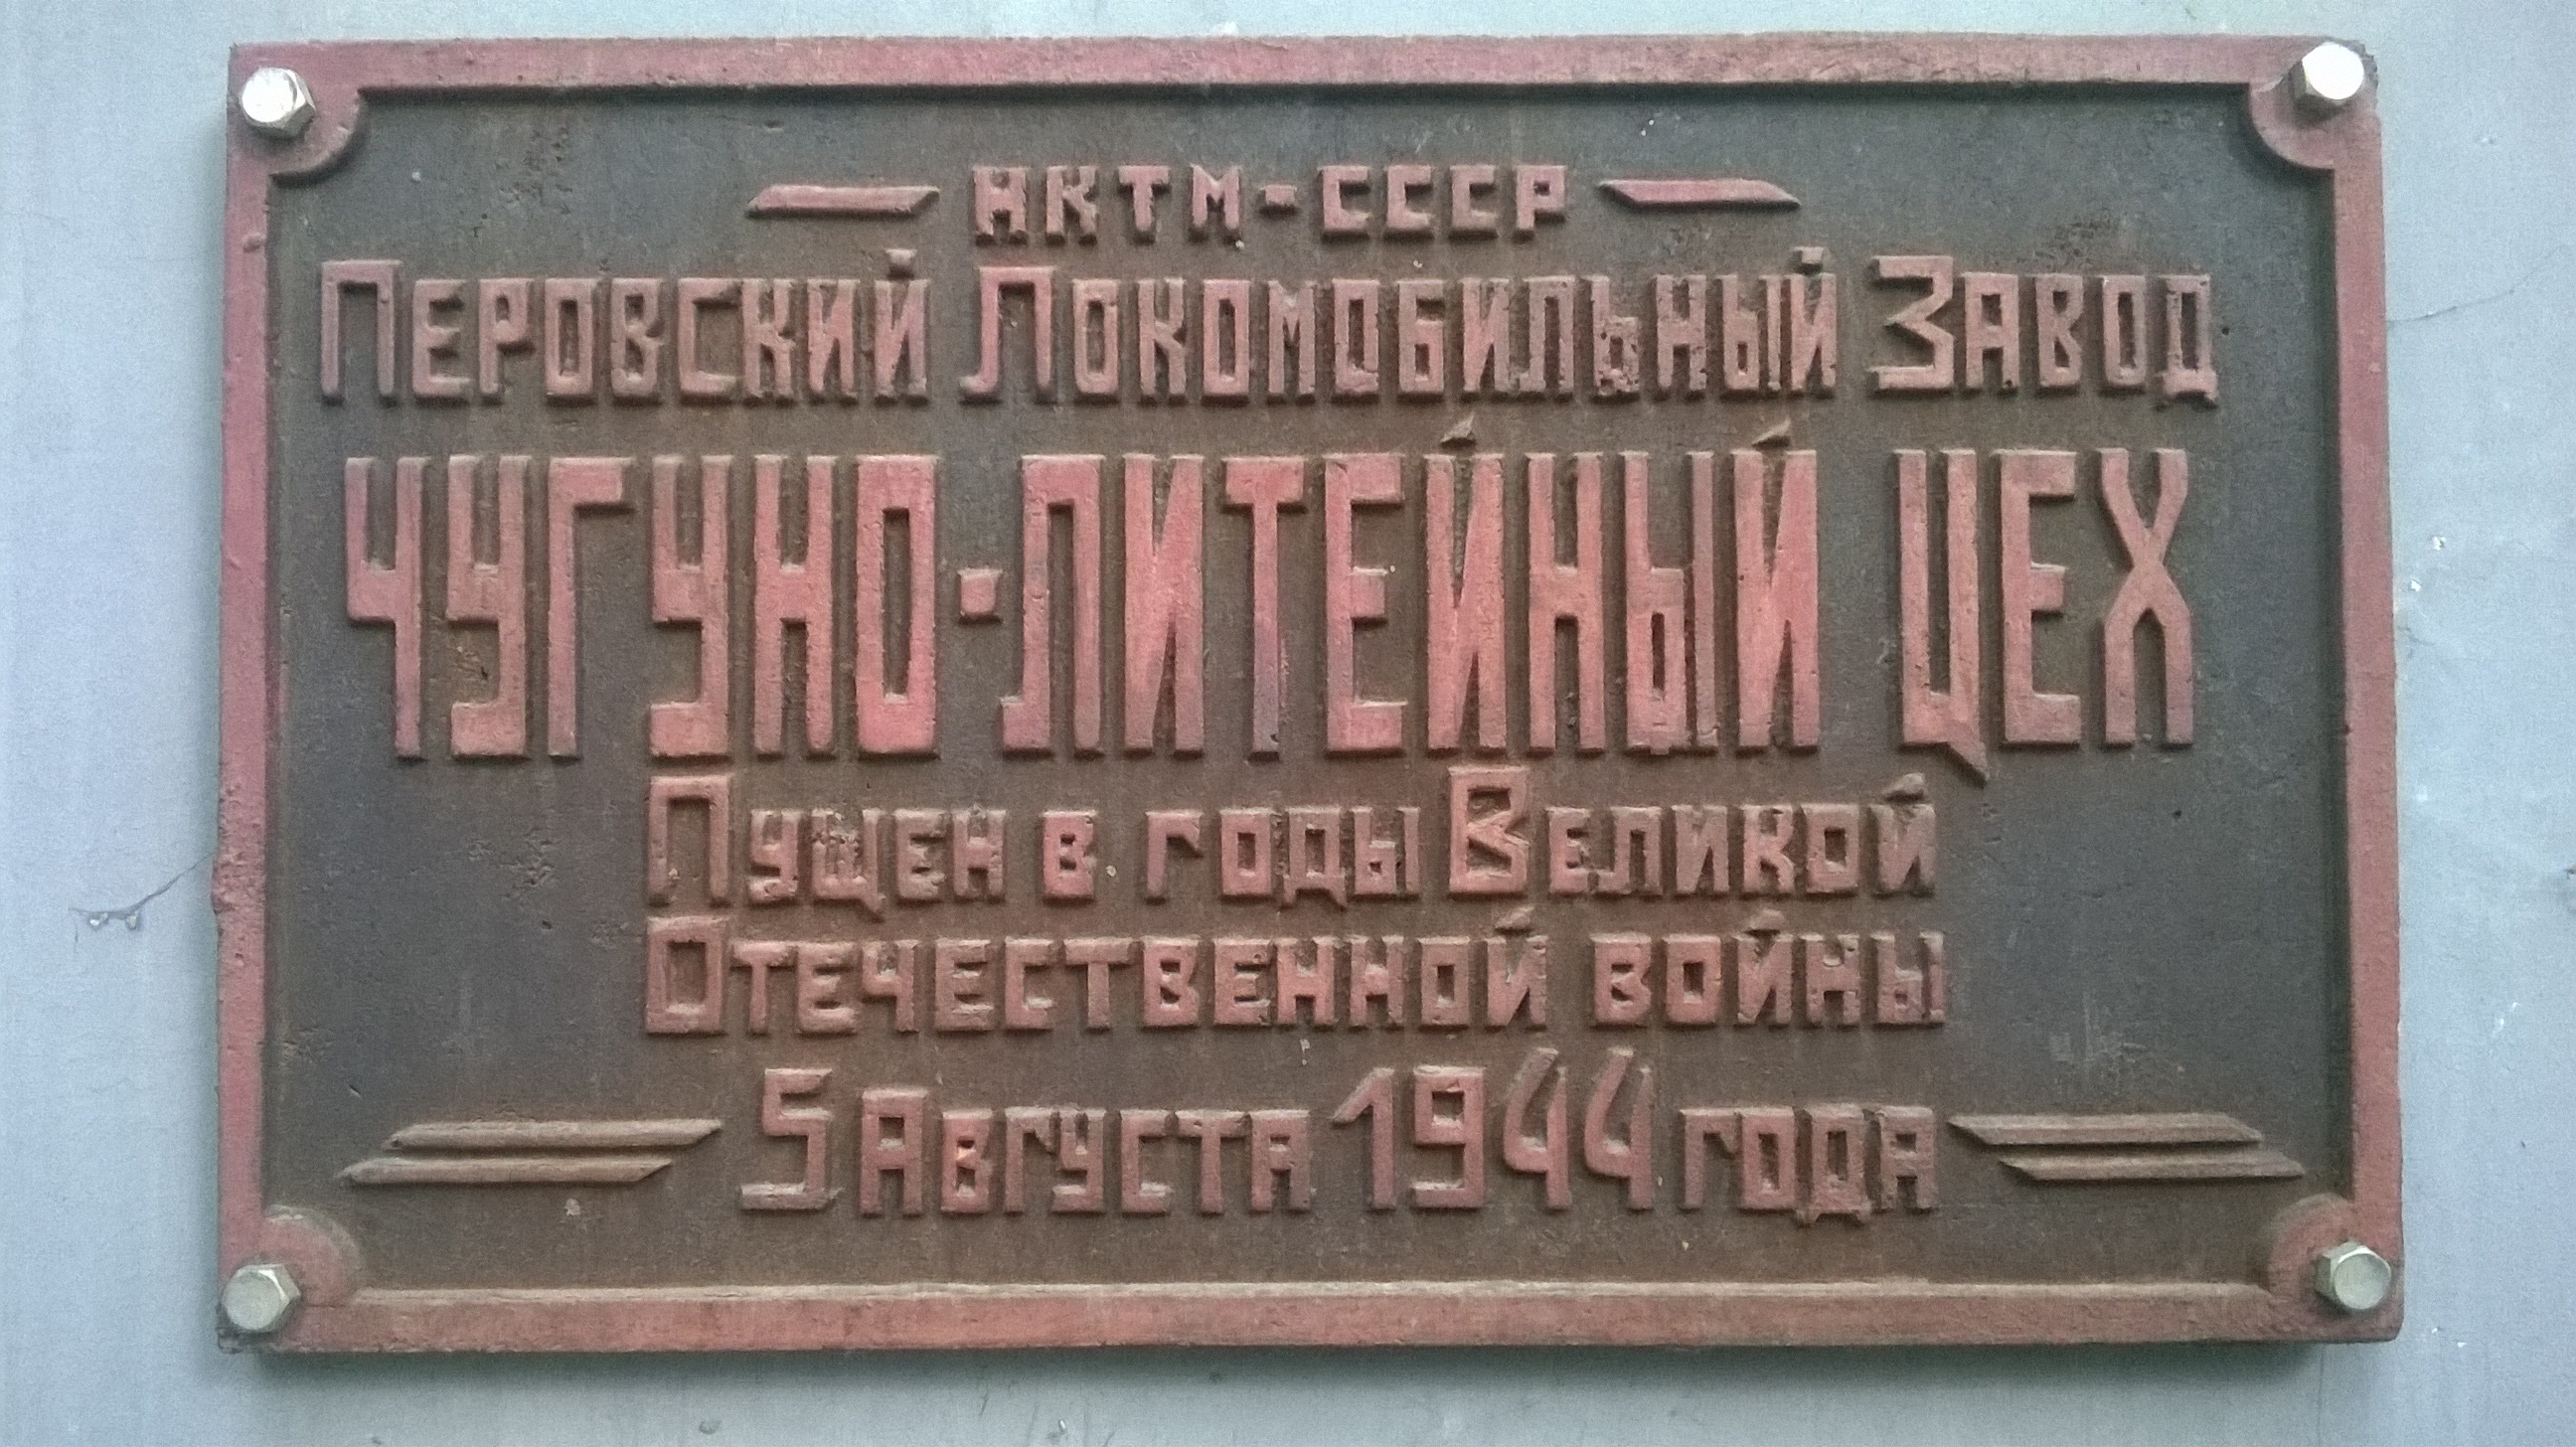 НКТМ-СССР
Перовский Локомобильный Завод
ЧУГУНО-ЛИТЕЙНЫЙ ЦЕХ
Пущен в годы Великой
Отечественной войны
5 Августа 1944 года